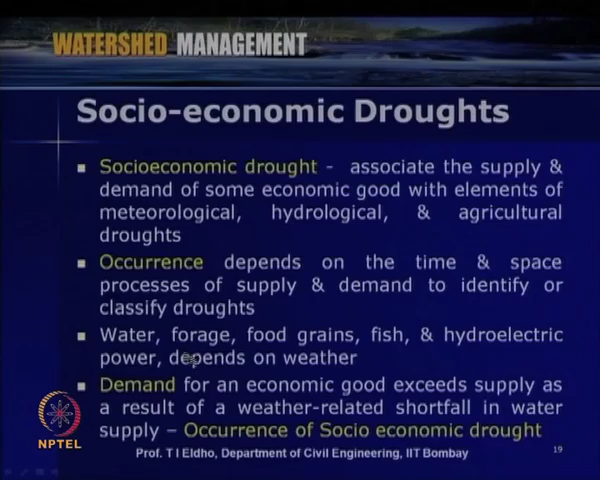 WATERSHED MANAGEMENT
Socio-economic Droughts
Socioeconomic drought - associate the supply &
demand of some economic good with elements of
meteorological, hydrological, & agricultural
droughts
Occurrence depends on the time & space
processes of supply & demand to identify or
classify droughts
Water, forage, food grains, fish, & hydroelectric
power, depends on weather
Demand for an economic good exceeds supply as
a result of a weather-related shortfall in water
supply – Occurrence of Socio economic drought
NPTEL
Prof. T I Eldho, Department of Civil Engineering, IIT Bombay
19